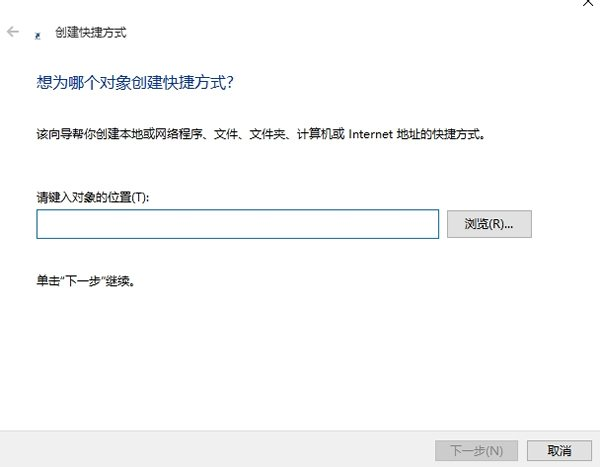 创建快捷方式
想为哪个对象创建快捷方式?
该向导帮你创建本地或网络程序、文件、文件夹、计算机或 Internet 地址的快捷方式。
请键入对象的位置(T):
浏览(R)...
单击"下一步"继续。
下一步(N)
取消